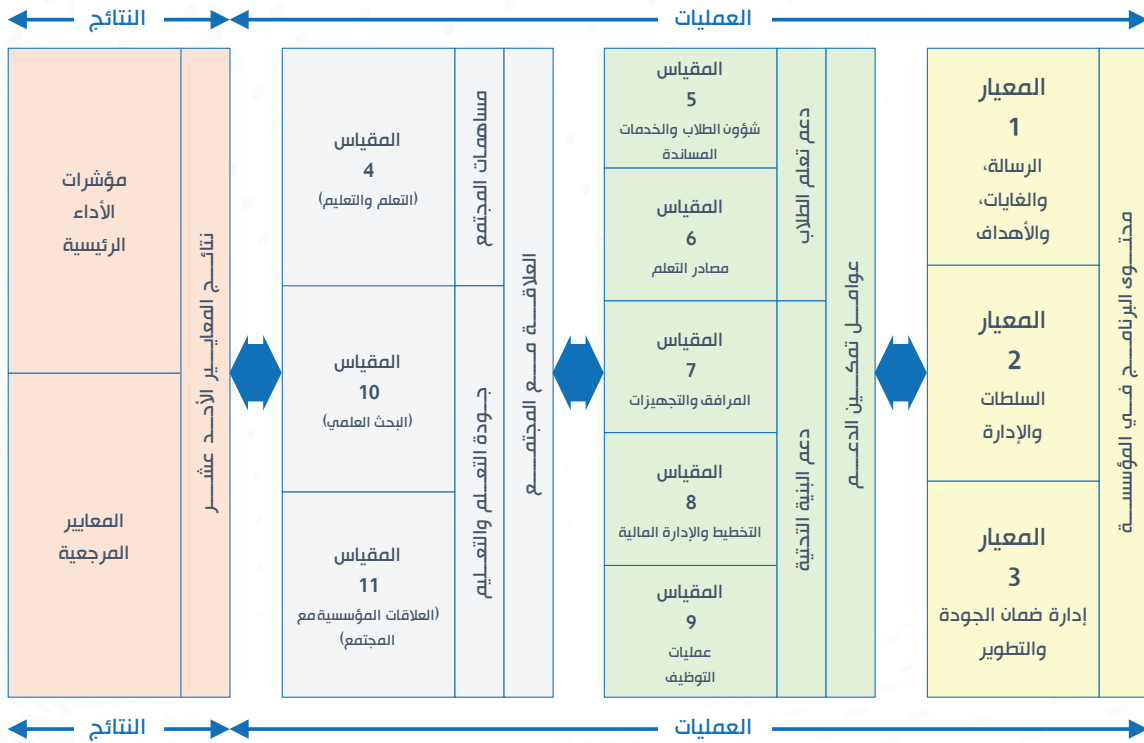 العمليات
النتائج
محتوى البرنامج في المؤسسة
المعيار
1
الرسالة،
والغايات،
والأهداف
المعيار
2
السلطات
والإدارة
المعيار
3
إدارة ضمان الجودة
والتطوير
عوامل تمكين الدعم
دعم تعلم الطلاب
المقياس
5
شؤون الطلاب والخدمات
المساندة
المقياس
6
مصادر التعلم
دعم البنية التحتية
المقياس
7
المرافق والتجهيزات
المقياس
8
التخطيط والإدارة المالية
المقياس
9
عمليات
التوظيف
العلاقة مع المجتمع
مساهمات المجتمع
المقياس
4
(التعلم والتعليم)
جودة التعلم والتعليم
المقياس
10
(البحث العلمي)
المقياس
11
(العلاقات المؤسسية مع
المجتمع)
نتائج المعايير الأحد عشر
مؤشرات
الأداء
الرئيسية
المعايير
المرجعية
العمليات
النتائج